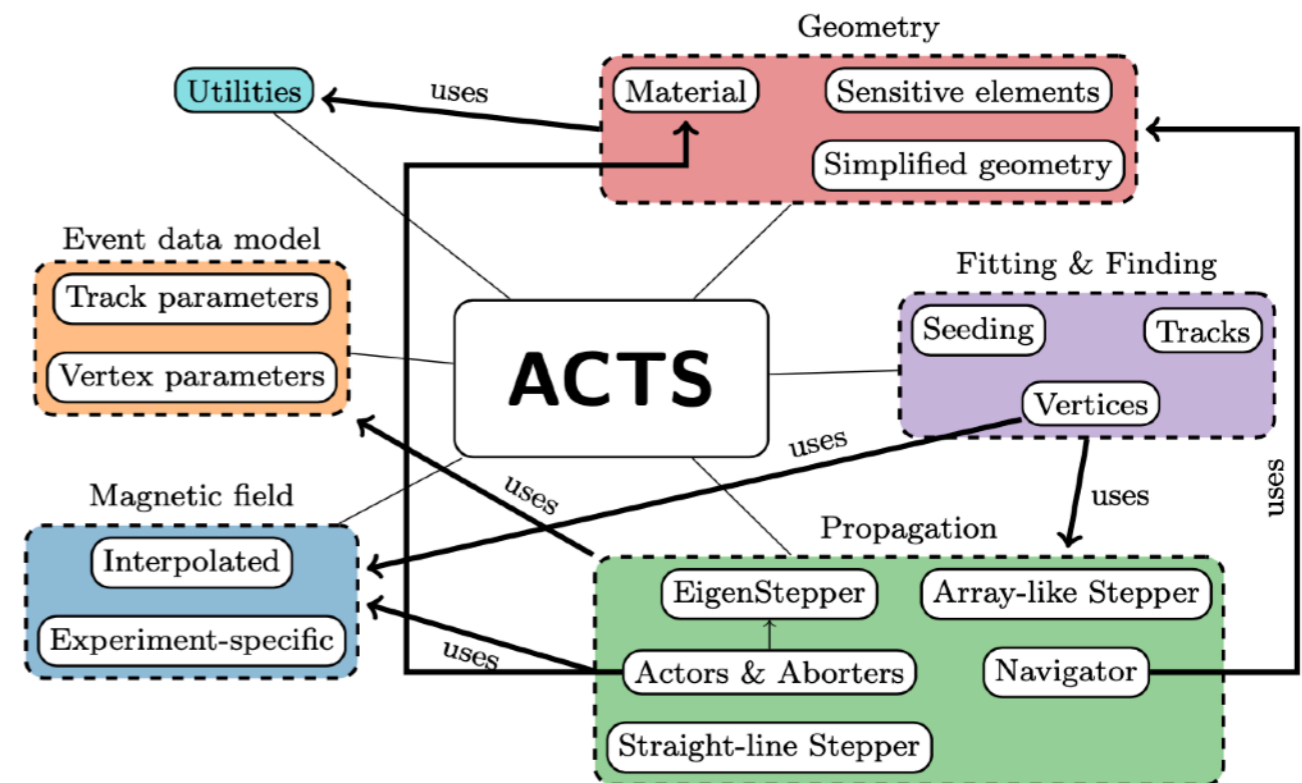 Geometry
Utilities
uses
Material
Sensitive elements
Simplified geometry
Event data model
Track parameters
Vertex parameters
ACTS
Fitting & Finding
Seeding
Tracks
Vertices
uses
uses
uses
uses
Magnetic field
Interpolated
Experiment-specific
uses
Propagation
EigenStepper
Array-like Stepper
Actors & Aborters
Navigator
Straight-line Stepper